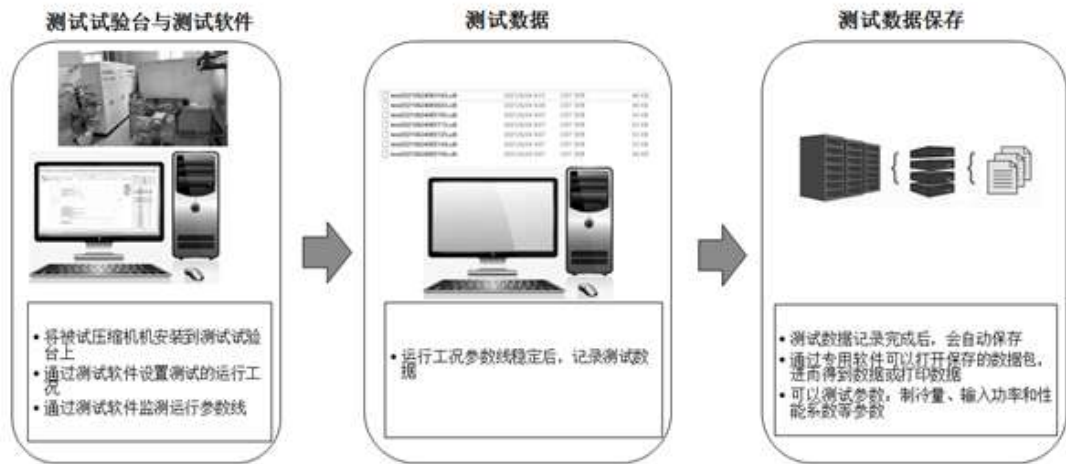 测试试验台与测试软件
• 将被试压缩机机安装到测试试验
台上
• 通过测试软件设置测试的运行工
况
• 通过测试软件监测运行参数线
测试数据
• 运行工况参数线稳定后，记录测试数
据
测试数据保存
• 测试数据记录完成后，会自动保存
• 通过专用软件可以打开保存的数据包，
进而得到数据或打印数据
• 可以测试参数：制冷量、输入功率和性
能系数等参数